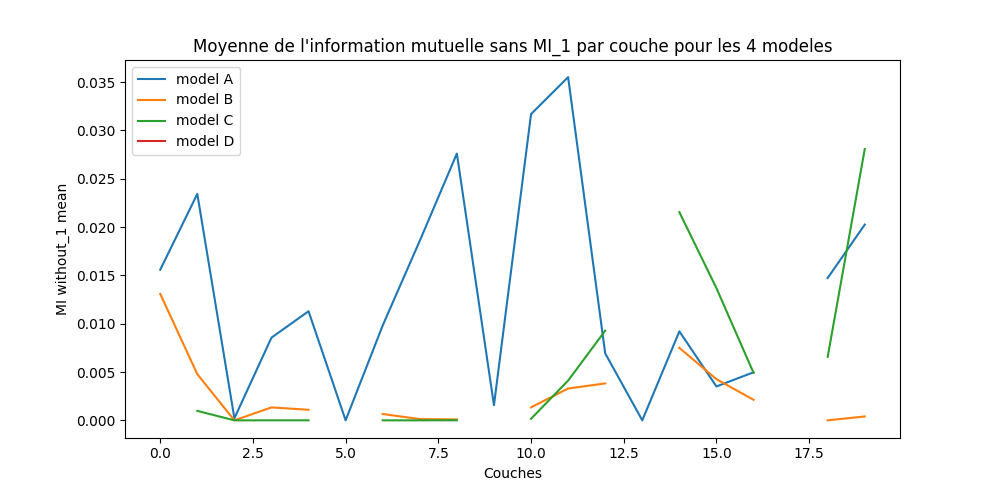 Moyenne de l'information mutuelle sans MI_1 par couche pour les 4 modeles
model A
model B
model C
model D
MI without_1 mean
0.035
0.030
0.025
0.020
0.015
0.010
0.005
0.000
0.0 2.5 5.0 7.5 10.0 12.5 15.0 17.5
Couches